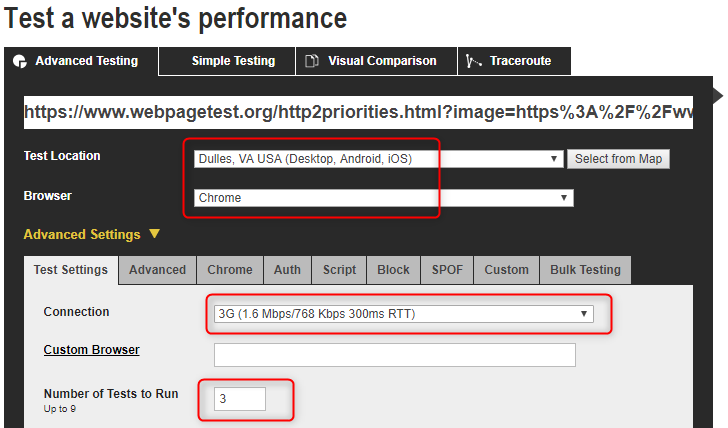 Test a website's performance
Advanced Testing
Simple Testing
Visual Comparison
Traceroute
https://www.webpagetest.org/http2priorities.html?image=https%3A%2F%2Fwv
Test Location
Dulles, VA USA (Desktop, Android, iOS)
Select from Map
Browser
Chrome
Advanced Settings
Test Settings
Advanced
Chrome
Auth
Script
Block
SPOF
Custom
Bulk Testing
Connection
3G (1.6 Mbps/768 Kbps 300ms RTT)
Custom Browser
Number of Tests to Run
Up to 9
3